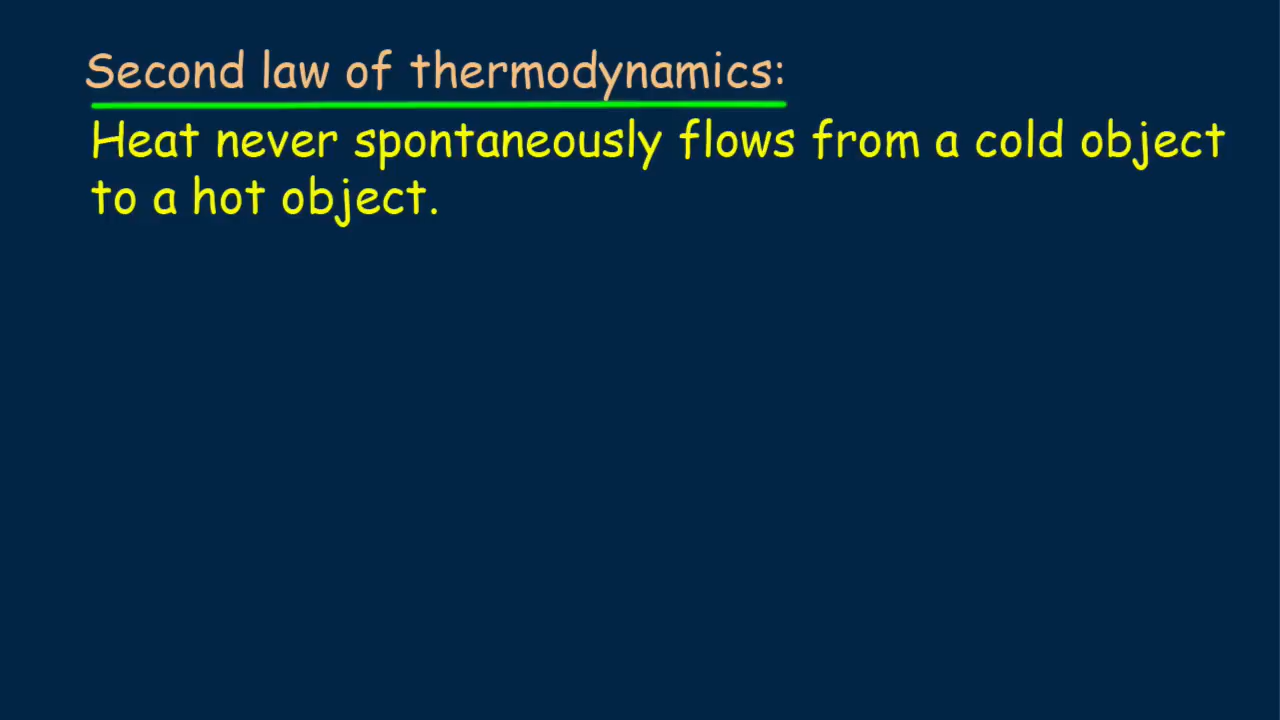 Second law of thermodynamics:
Heat never spontaneously flows from a cold object
to a hot object.